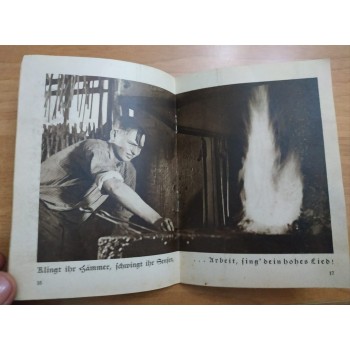 Klingt ihr Hämmer, schwingt ihr Sensen,
... Arbeit, sing' dein hohes Lied!